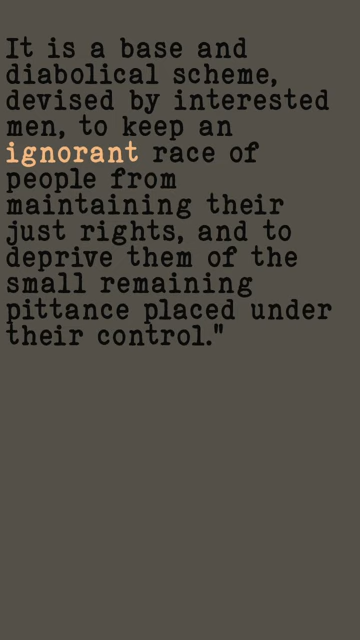 It is a base and
diabolical scheme,
devised by interested
men, to keep an
ignorant race of
people from
maintaining their
just rights, and to
deprive them of the
small remaining
pittance placed under
their control."